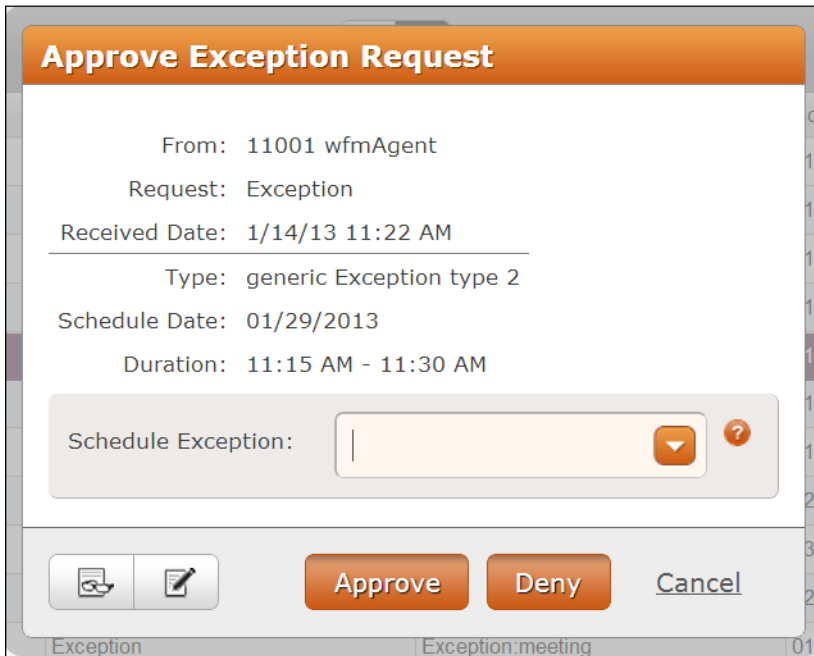 Approve Exception Request
From: 11001 wfmAgent
Request: Exception
Received Date: 1/14/13 11:22 AM
Type: generic Exception type 2
Schedule Date: 01/29/2013
Duration: 11:15 AM - 11:30 AM
Schedule Exception: ?
Approve Deny Cancel
Exception Exception:meeting 01